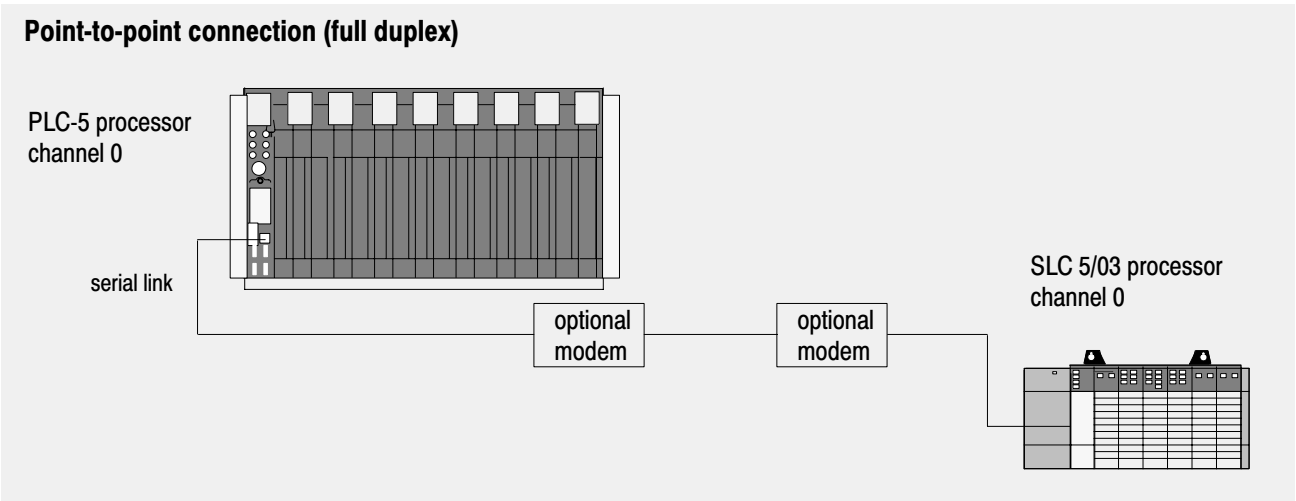 Point-to-point connection (full duplex)
PLC-5 processor
channel 0
serial link
optional
modem
optional
modem
SLC 5/03 processor
channel 0